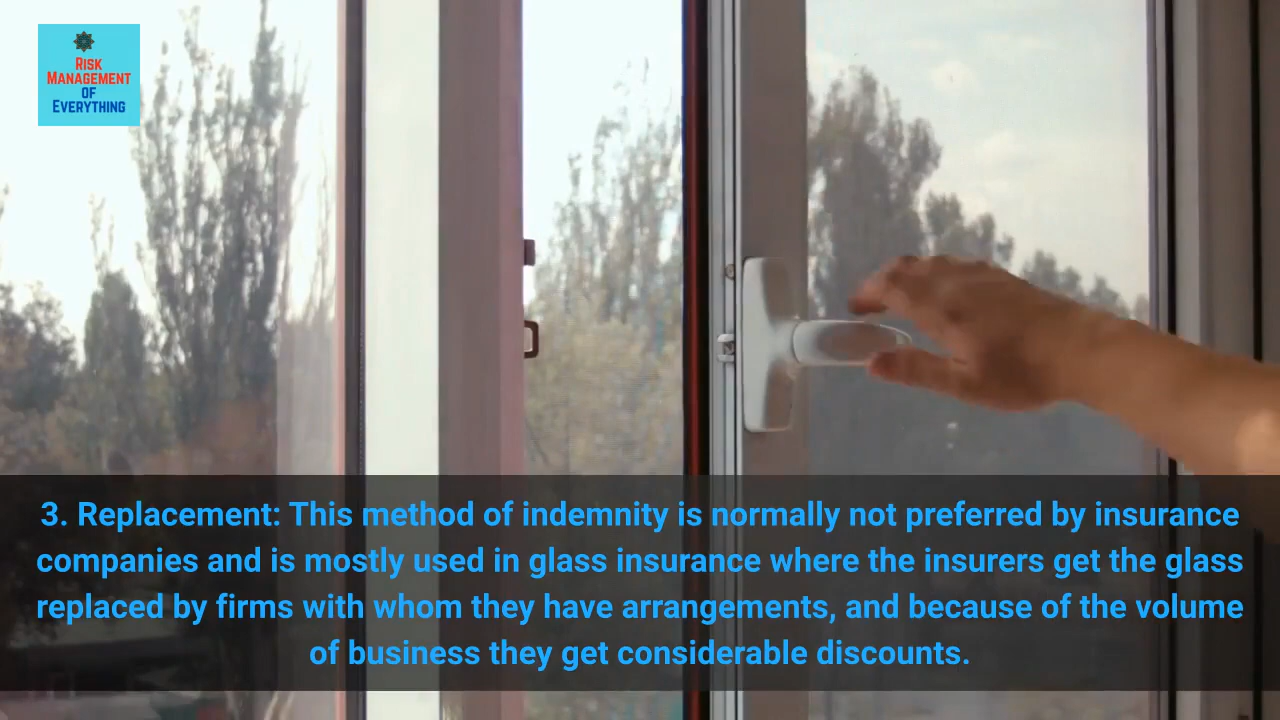 RISK
MANAGEMENT
OF
EVERYTHING
3. Replacement: This method of indemnity is normally not preferred by insurance
companies and is mostly used in glass insurance where the insurers get the glass
replaced by firms with whom they have arrangements, and because of the volume
of business they get considerable discounts.